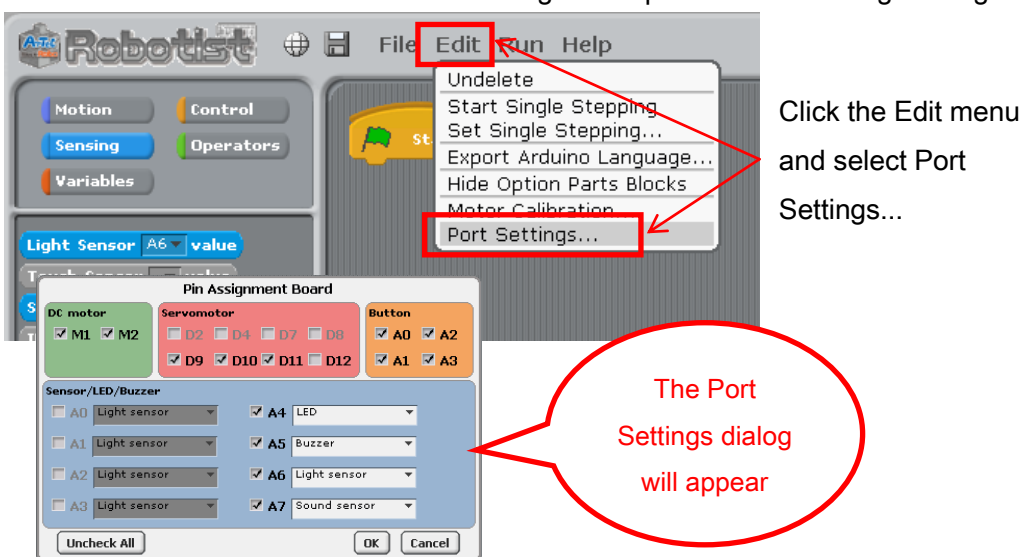 Robotist File Edit Run Help
Undelete
Start Single Stepping
Set Single Stepping...
Export Arduino Language...
Hide Option Parts Blocks
Motor Calibration...
Port Settings...
Motion Control
Sensing Operators
Variables
Light Sensor A6 value
Click the Edit menu
and select Port
Settings...
Pin Assignment Board
DC motor Servomotor Button
M1 M2 D2 D4 D7 D8 A0 A2
D9 D10 D11 D12 A1 A3
Sensor/LED/Buzzer
A0 Light sensor A4 LED
A1 Light sensor A5 Buzzer
A2 Light sensor A6 Light sensor
A3 Light sensor A7 Sound sensor
Uncheck All OK Cancel
The Port
Settings dialog
will appear